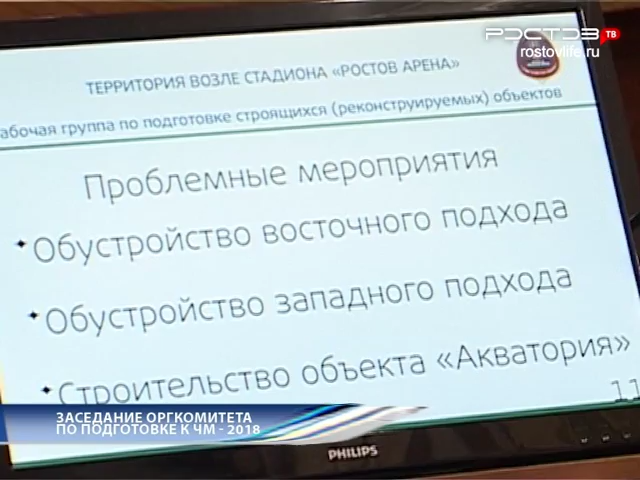 РОСТОВ ТВ
rostovlife.ru
ТЕРРИТОРИЯ ВОЗЛЕ СТАДИОНА «РОСТОВ АРЕНА»
абочая группа по подготовке строящихся (реконструируемых) объектов
Проблемные мероприятия
Обустройство восточного подхода
Обустройство западного подхода
Строительство объекта «Акватория»
11
ЗАСЕДАНИЕ ОРГКОМИТЕТА
ПО ПОДГОТОВКЕ К ЧМ - 2018
PHILIPS